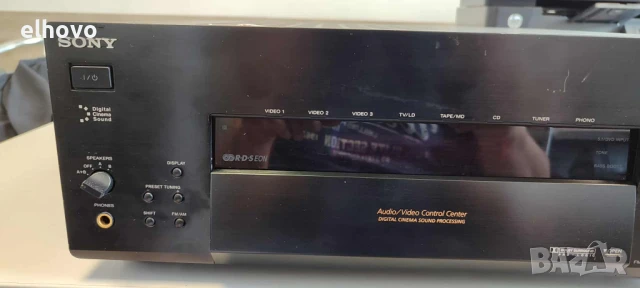 elhovo
SONY
I/⏻
Digital
Cinema
Sound
VIDEO 1 VIDEO 2 VIDEO 3 TV/LD TAPE/MD CD TUNER PHONO
R·D·S EON
SPEAKERS
OFF A B A+B
DISPLAY
PRESET TUNING
- +
PHONES
SHIFT FM/AM
Audio/Video Control Center
DIGITAL CINEMA SOUND PROCESSING
BAZAR